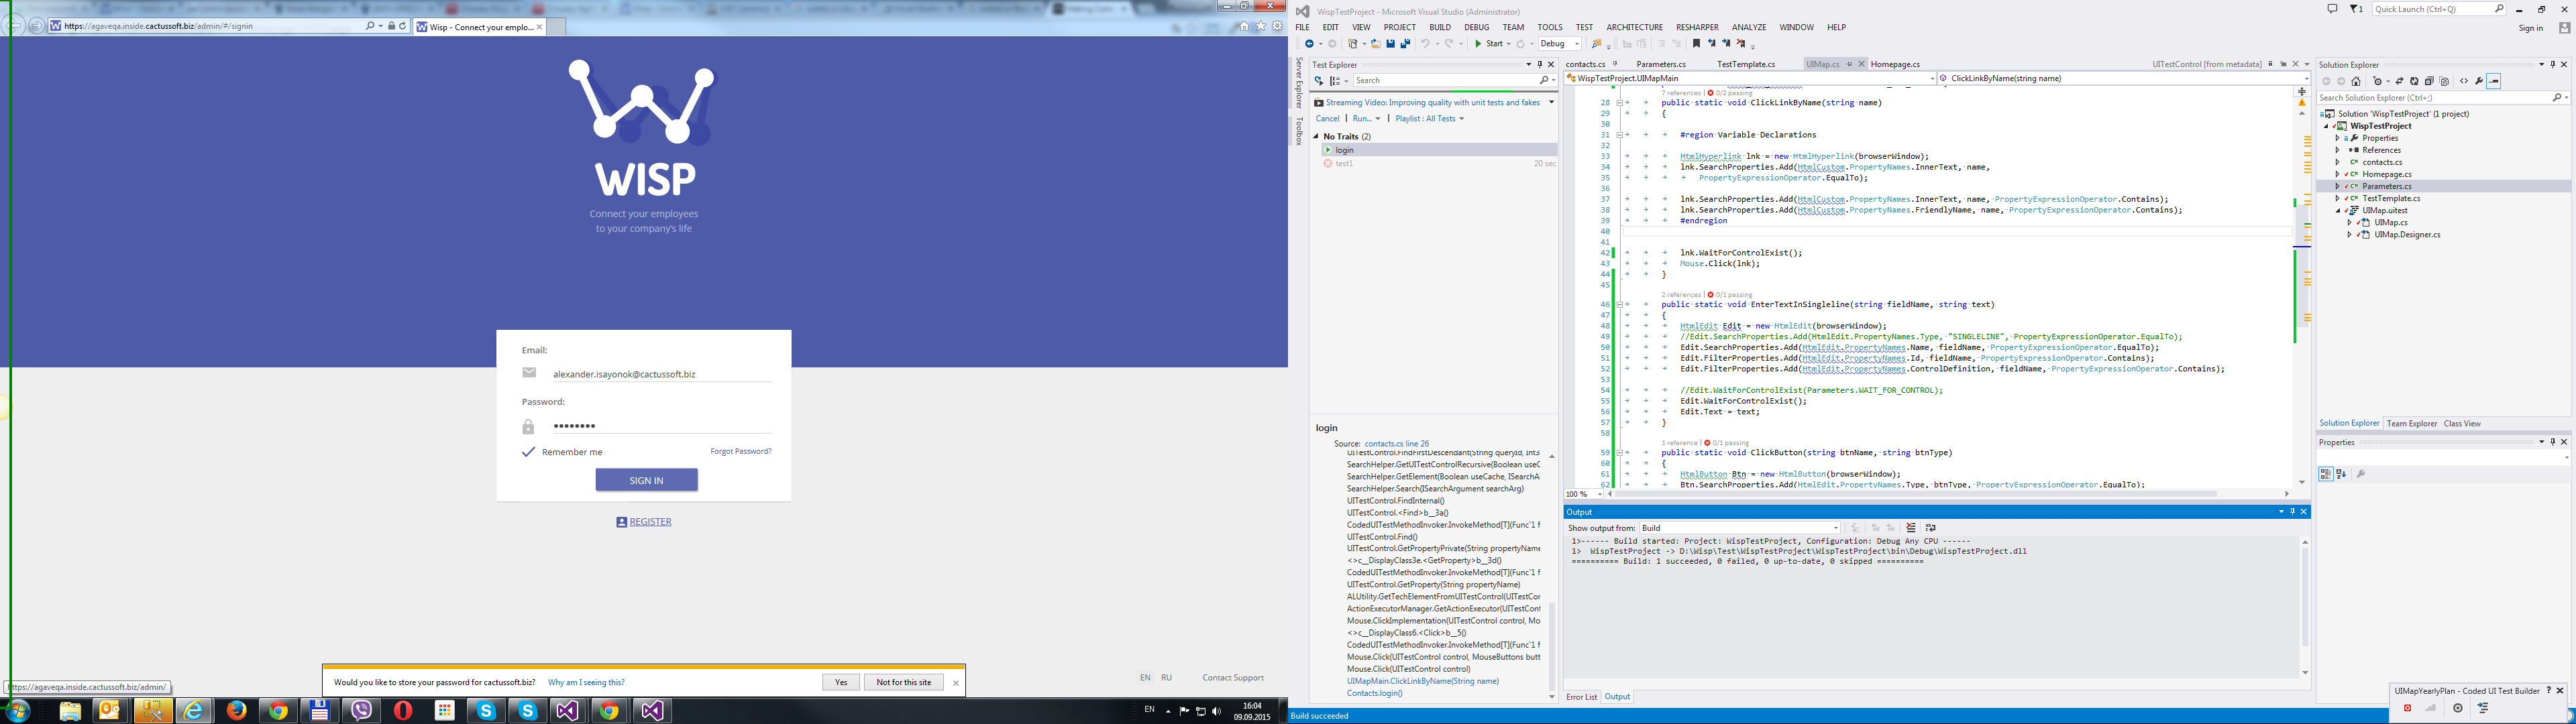 https://agaveqa.inside.cactussoft.biz/admin/#/signin
Wisp - Connect your emplo...
WISP
Connect your employees
to your company's life
Email:
alexander.isayonok@cactussoft.biz
Password:
••••••••
Remember me
Forgot Password?
SIGN IN
REGISTER
EN RU Contact Support
Would you like to store your password for cactussoft.biz? Why am I seeing this? Yes Not for this site
https://agaveqa.inside.cactussoft.biz/admin/
EN
16:04
09.09.2015
WispTestProject - Microsoft Visual Studio (Administrator)
1
Quick Launch (Ctrl+Q)
FILE EDIT VIEW PROJECT BUILD DEBUG TEAM TOOLS TEST ARCHITECTURE RESHARPER ANALYZE WINDOW HELP
Sign in
Start
Debug
Server Explorer
Toolbox
Test Explorer
Search
Streaming Video: Improving quality with unit tests and fakes
Cancel | Run... | Playlist : All Tests
No Traits (2)
login
test1 20 sec
login
Source: contacts.cs line 26
UITestControl.FindFirstDescendant(String queryId, Int3
SearchHelper.GetUITestControlRecursive(Boolean useC
SearchHelper.GetElement(Boolean useCache, ISearchAr
SearchHelper.Search(ISearchArgument searchArg)
UITestControl.FindInternal()
UITestControl.<Find>b__3a()
CodedUITestMethodInvoker.InvokeMethod[T](Func`1 f
UITestControl.Find()
UITestControl.GetPropertyPrivate(String propertyName
<>c__DisplayClass3e.<GetProperty>b__3d()
CodedUITestMethodInvoker.InvokeMethod[T](Func`1 f
UITestControl.GetProperty(String propertyName)
ALUtility.GetTechElementFromUITestControl(UITestCor
ActionExecutorManager.GetActionExecutor(UITestCont
Mouse.ClickImplementation(UITestControl control, Mo
<>c__DisplayClass6.<Click>b__5()
CodedUITestMethodInvoker.InvokeMethod[T](Func`1 f
Mouse.Click(UITestControl control, MouseButtons butt
Mouse.Click(UITestControl control)
UIMapMain.ClickLinkByName(String name)
Contacts.login()
contacts.cs Parameters.cs TestTemplate.cs UIMap.cs Homepage.cs UITestControl [from metadata]
WispTestProject.UIMapMain ClickLinkByName(string name)
7 references | 0/2 passing
28 public static void ClickLinkByName(string name)
29 {
30
31 #region Variable Declarations
32
33 HtmlHyperlink lnk = new HtmlHyperlink(browserWindow);
34 lnk.SearchProperties.Add(HtmlCustom.PropertyNames.InnerText, name,
35 PropertyExpressionOperator.EqualTo);
36
37 lnk.SearchProperties.Add(HtmlCustom.PropertyNames.InnerText, name, PropertyExpressionOperator.Contains);
38 lnk.SearchProperties.Add(HtmlCustom.PropertyNames.FriendlyName, name, PropertyExpressionOperator.Contains);
39 #endregion
40
41
42 lnk.WaitForControlExist();
43 Mouse.Click(lnk);
44 }
45
2 references | 0/1 passing
46 public static void EnterTextInSingleline(string fieldName, string text)
47 {
48 HtmlEdit Edit = new HtmlEdit(browserWindow);
49 //Edit.SearchProperties.Add(HtmlEdit.PropertyNames.Type, "SINGLELINE", PropertyExpressionOperator.EqualTo);
50 Edit.SearchProperties.Add(HtmlEdit.PropertyNames.Name, fieldName, PropertyExpressionOperator.EqualTo);
51 Edit.FilterProperties.Add(HtmlEdit.PropertyNames.Id, fieldName, PropertyExpressionOperator.Contains);
52 Edit.FilterProperties.Add(HtmlEdit.PropertyNames.ControlDefinition, fieldName, PropertyExpressionOperator.Contains);
53
54 //Edit.WaitForControlExist(Parameters.WAIT_FOR_CONTROL);
55 Edit.WaitForControlExist();
56 Edit.Text = text;
57 }
58
1 reference | 0/1 passing
59 public static void ClickButton(string btnName, string btnType)
60 {
61 HtmlButton Btn = new HtmlButton(browserWindow);
62 Btn.SearchProperties.Add(HtmlEdit.PropertyNames.Type, btnType, PropertyExpressionOperator.EqualTo);
100 %
Output
Show output from: Build
1>------ Build started: Project: WispTestProject, Configuration: Debug Any CPU ------
1> WispTestProject -> D:\Wisp\Test\WispTestProject\WispTestProject\bin\Debug\WispTestProject.dll
========== Build: 1 succeeded, 0 failed, 0 up-to-date, 0 skipped ==========
Error List Output
Build succeeded
Solution Explorer
Search Solution Explorer (Ctrl+;)
Solution 'WispTestProject' (1 project)
WispTestProject
Properties
References
contacts.cs
Homepage.cs
Parameters.cs
TestTemplate.cs
UIMap.uitest
UIMap.cs
UIMap.Designer.cs
Solution Explorer Team Explorer Class View
Properties
UIMapYearlyPlan - Coded UI Test Builder